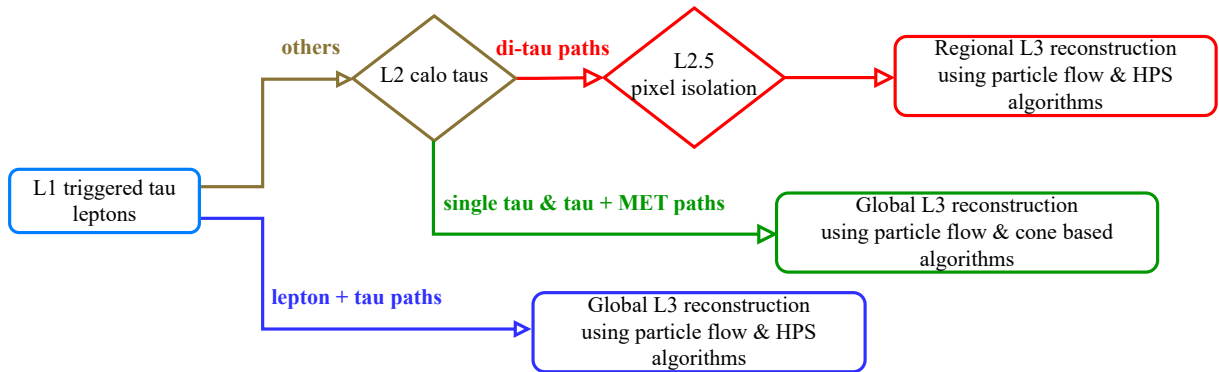 others
L2 calo taus
di-tau paths
L2.5
pixel isolation
Regional L3 reconstruction
using particle flow & HPS
algorithms
L1 triggered tau
leptons
single tau & tau + MET paths
Global L3 reconstruction
using particle flow & cone based
algorithms
lepton + tau paths
Global L3 reconstruction
using particle flow & HPS
algorithms